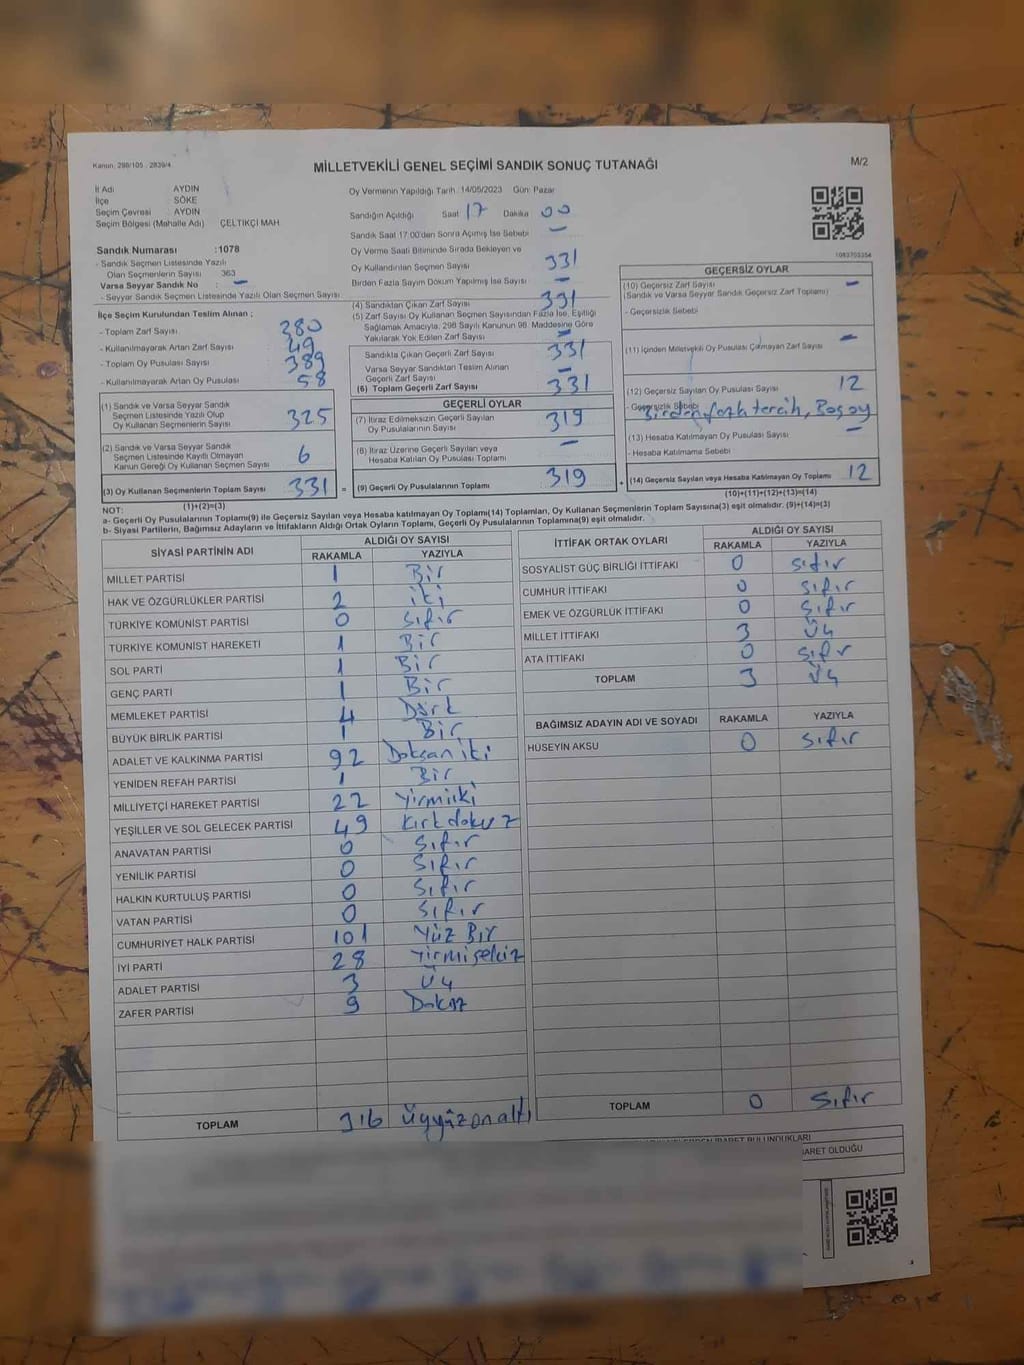 Kanun. 298/105 . 2839/4
MİLLETVEKİLİ GENEL SEÇİMİ SANDIK SONUÇ TUTANAĞI
M/2
İl Adı AYDIN
İlçe SÖKE
Seçim Çevresi : AYDIN
Seçim Bölgesi (Mahalle Adı) ÇELTİKÇİ MAH
Sandık Numarası :1078
- Sandık Seçmen Listesinde Yazılı
Olan Seçmenlerin Sayısı 363
Varsa Seyyar Sandık No : –
- Seyyar Sandık Seçmen Listesinde Yazılı Olan Seçmen Sayısı
Oy Vermenin Yapıldığı Tarih :14/05/2023 Gün: Pazar
Sandığın Açıldığı Saat 17 Dakika 00
Sandık Saat 17:00'den Sonra Açılmış İse Sebebi –
Oy Verme Saati Bitiminde Sırada Bekleyen ve
Oy Kullandırılan Seçmen Sayısı 331
Birden Fazla Sayım Döküm Yapılmış İse Sayısı –
1083703354
İlçe Seçim Kurulundan Teslim Alınan ;
- Toplam Zarf Sayısı 380
- Kullanılmayarak Artan Zarf Sayısı 49
- Toplam Oy Pusulası Sayısı 389
- Kullanılmayarak Artan Oy Pusulası 58
(1) Sandık ve Varsa Seyyar Sandık
Seçmen Listesinde Yazılı Olup
Oy Kullanan Seçmenlerin Sayısı 325
(2) Sandık ve Varsa Seyyar Sandık
Seçmen Listesinde Kayıtlı Olmayan
Kanun Gereği Oy Kullanan Seçmen Sayısı 6
(3) Oy Kullanan Seçmenlerin Toplam Sayısı 331 =
(4) Sandıktan Çıkan Zarf Sayısı 331
(5) Zarf Sayısı Oy Kullanan Seçmen Sayısından Fazla İse, Eşitliği
Sağlamak Amacıyla, 298 Sayılı Kanunun 98. Maddesine Göre
Yakılarak Yok Edilen Zarf Sayısı –
Sandıkta Çıkan Geçerli Zarf Sayısı 331
Varsa Seyyar Sandıktan Teslim Alınan
Geçerli Zarf Sayısı –
(6) Toplam Geçerli Zarf Sayısı 331
GEÇERLİ OYLAR
(7) İtiraz Edilmeksizin Geçerli Sayılan
Oy Pusulalarının Sayısı 319
(8) İtiraz Üzerine Geçerli Sayılan veya
Hesaba Katılan Oy Pusulası Toplamı –
(9) Geçerli Oy Pusulalarının Toplamı 319 +
GEÇERSİZ OYLAR
(10) Geçersiz Zarf Sayısı –
(Sandık ve Varsa Seyyar Sandık Geçersiz Zarf Toplamı)
- Geçersizlik Sebebi
(11) İçinden Milletvekili Oy Pusulası Çıkmayan Zarf Sayısı –
(12) Geçersiz Sayılan Oy Pusulası Sayısı 12
- Geçersizlik Sebebi Birden fazla tercih, Boş oy
(13) Hesaba Katılmayan Oy Pusulası Sayısı –
- Hesaba Katılmama Sebebi
(14) Geçersiz Sayılan veya Hesaba Katılmayan Oy Toplamı 12
NOT: (1)+(2)=(3)
(10)+(11)+(12)+(13)=(14)
a- Geçerli Oy Pusulalarının Toplamı(9) ile Geçersiz Sayılan veya Hesaba Katılmayan Oy Toplamı(14) Toplamları, Oy Kullanan Seçmenlerin Toplam Sayısına(3) eşit olmalıdır. (9)+(14)=(3)
b- Siyasi Partilerin, Bağımsız Adayların ve İttifakların Aldığı Ortak Oyların Toplamı, Geçerli Oy Pusulalarının Toplamına(9) eşit olmalıdır.
SİYASİ PARTİNİN ADI ALDIĞI OY SAYISI
RAKAMLA YAZIYLA
MİLLET PARTİSİ 1 Bir
HAK VE ÖZGÜRLÜKLER PARTİSİ 2 iki
TÜRKİYE KOMÜNİST PARTİSİ 0 Sıfır
TÜRKİYE KOMÜNİST HAREKETİ 1 Bir
SOL PARTİ 1 Bir
GENÇ PARTİ 1 Bir
MEMLEKET PARTİSİ 4 Dört
BÜYÜK BİRLİK PARTİSİ 1 Bir
ADALET VE KALKINMA PARTİSİ 92 Doksan iki
YENİDEN REFAH PARTİSİ 1 Bir
MİLLİYETÇİ HAREKET PARTİSİ 22 Yirmiiki
YEŞİLLER VE SOL GELECEK PARTİSİ 49 Kırk dokuz
ANAVATAN PARTİSİ 0 Sıfır
YENİLİK PARTİSİ 0 Sıfır
HALKIN KURTULUŞ PARTİSİ 0 Sıfır
VATAN PARTİSİ 0 Sıfır
CUMHURİYET HALK PARTİSİ 101 Yüz Bir
İYİ PARTİ 28 Yirmisekiz
ADALET PARTİSİ 3 Üç
ZAFER PARTİSİ 9 Dokuz
TOPLAM 316 Üçyüzonaltı
İTTİFAK ORTAK OYLARI ALDIĞI OY SAYISI
RAKAMLA YAZIYLA
SOSYALİST GÜÇ BİRLİĞİ İTTİFAKI 0 Sıfır
CUMHUR İTTİFAKI 0 Sıfır
EMEK VE ÖZGÜRLÜK İTTİFAKI 0 Sıfır
MİLLET İTTİFAKI 3 Üç
ATA İTTİFAKI 0 Sıfır
TOPLAM 3 Üç
BAĞIMSIZ ADAYIN ADI VE SOYADI RAKAMLA YAZIYLA
HÜSEYİN AKSU 0 Sıfır
TOPLAM 0 Sıfır
BULUNDUKLARI
İBARET OLDUĞU